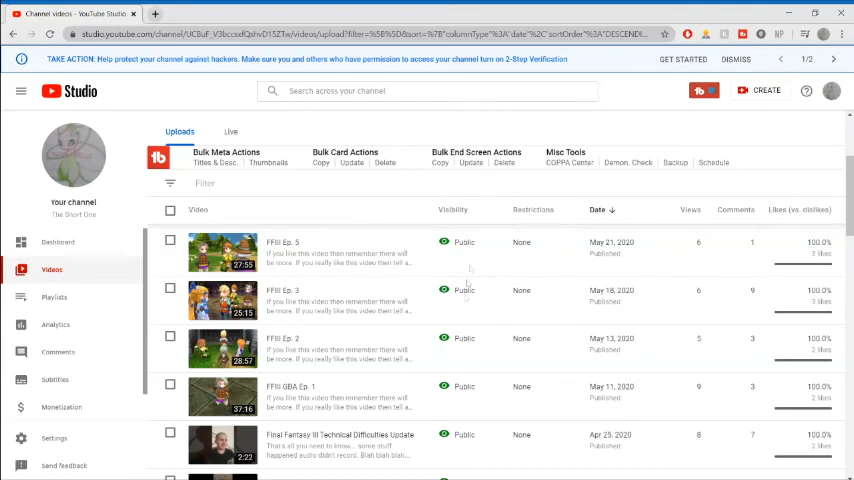 Channel videos - YouTube Studio
studio.youtube.com/channel/UCBuF_V3bccsxfQxhvD15ZTw/videos/upload?filter=%5B%5D&sort=%7B"columnType"%3A"date"%2C"sortOrder"%3A"DESCENDI...
NP
TAKE ACTION: Help protect your channel against hackers. Make sure you and others who have permission to access your channel turn on 2-Step Verification
GET STARTED
DISMISS
1/2
Studio
Search across your channel
tb
CREATE
Uploads
Live
tb
Bulk Meta Actions
Bulk Card Actions
Bulk End Screen Actions
Misc Tools
Titles & Desc. | Thumbnails
Copy | Update | Delete
Copy | Update | Delete
COPPA Center | Demon. Check | Backup | Schedule
Your channel
The Short One
Dashboard
Videos
Playlists
Analytics
Comments
Subtitles
Monetization
Settings
Send feedback
Filter
Video
Visibility
Restrictions
Date
Views
Comments
Likes (vs. dislikes)
27:55
FFIII Ep. 5
If you like this video then remember there will
be more. If you really like this video then tell a...
Public
None
May 21, 2020
Published
6
1
100.0%
3 likes
25:15
FFIII Ep. 3
If you like this video then remember there will
be more. If you really like this video then tell a...
Public
None
May 18, 2020
Published
6
9
100.0%
3 likes
28:57
FFIII Ep. 2
If you like this video then remember there will
be more. If you really like this video then tell a...
Public
None
May 13, 2020
Published
5
3
100.0%
2 likes
37:16
FFIII GBA Ep. 1
If you like this video then remember there will
be more. If you really like this video then tell a...
Public
None
May 11, 2020
Published
9
3
100.0%
2 likes
2:22
Final Fantasy III Technical Difficulties Update
That's all you need to know... some stuff
happened audio didn't record. Blah blah blah...
Public
None
Apr 25, 2020
Published
8
7
100.0%
2 likes